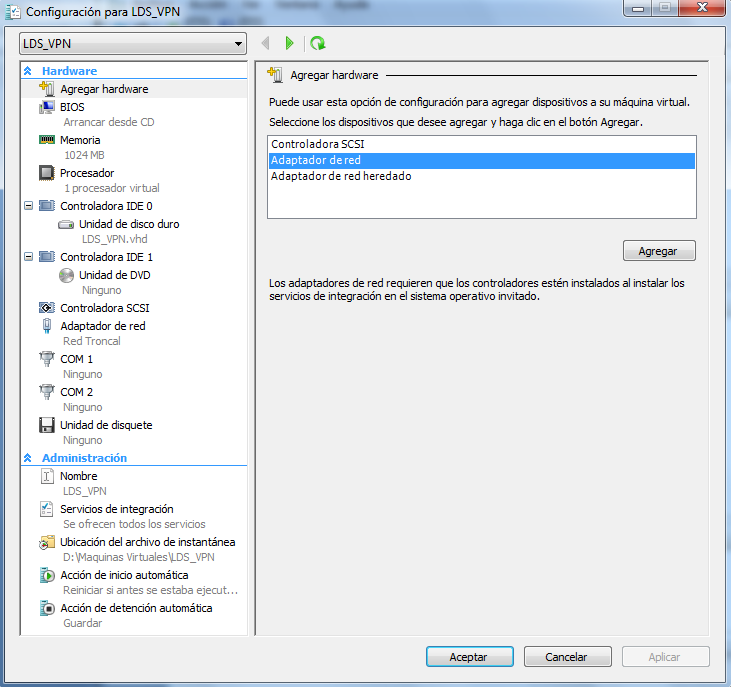 Configuración para LDS_VPN
LDS_VPN
Hardware
Agregar hardware
BIOS
Arrancar desde CD
Memoria
1024 MB
Procesador
1 procesador virtual
Controladora IDE 0
Unidad de disco duro
LDS_VPN.vhd
Controladora IDE 1
Unidad de DVD
Ninguno
Controladora SCSI
Adaptador de red
Red Troncal
COM 1
Ninguno
COM 2
Ninguno
Unidad de disquete
Ninguno
Administración
Nombre
LDS_VPN
Servicios de integración
Se ofrecen todos los servicios
Ubicación del archivo de instantánea
D:\Maquinas Virtuales\LDS_VPN
Acción de inicio automática
Reiniciar si antes se estaba ejecut...
Acción de detención automática
Guardar
Agregar hardware
Puede usar esta opción de configuración para agregar dispositivos a su máquina virtual.
Seleccione los dispositivos que desee agregar y haga clic en el botón Agregar.
Controladora SCSI
Adaptador de red
Adaptador de red heredado
Agregar
Los adaptadores de red requieren que los controladores estén instalados al instalar los
servicios de integración en el sistema operativo invitado.
Aceptar
Cancelar
Aplicar